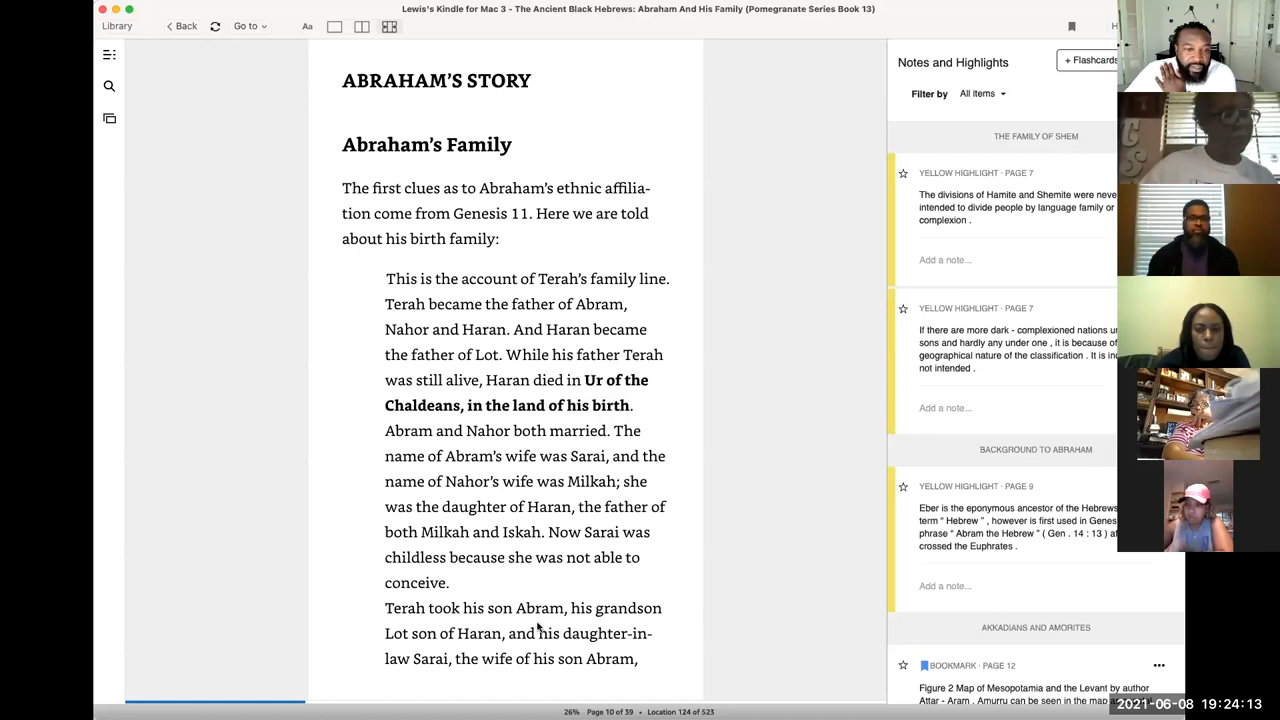 Lewis's Kindle for Mac 3 - The Ancient Black Hebrews: Abraham And His Family (Pomegranate Series Book 13)
Library
Back
Go to
Aa
ABRAHAM'S STORY
Abraham's Family
The first clues as to Abraham's ethnic affilia-
tion come from Genesis 11. Here we are told
about his birth family:
This is the account of Terah's family line.
Terah became the father of Abram,
Nahor and Haran. And Haran became
the father of Lot. While his father Terah
was still alive, Haran died in Ur of the
Chaldeans, in the land of his birth.
Abram and Nahor both married. The
name of Abram's wife was Sarai, and the
name of Nahor's wife was Milkah; she
was the daughter of Haran, the father of
both Milkah and Iskah. Now Sarai was
childless because she was not able to
conceive.
Terah took his son Abram, his grandson
Lot son of Haran, and his daughter-in-
law Sarai, the wife of his son Abram,
26% Page 10 of 39 • Location 124 of 523
Notes and Highlights
+ Flashcards
Filter by All items
THE FAMILY OF SHEM
YELLOW HIGHLIGHT · PAGE 7
The divisions of Hamite and Shemite were neve
intended to divide people by language family or
complexion .
Add a note...
YELLOW HIGHLIGHT · PAGE 7
If there are more dark - complexioned nations u
sons and hardly any under one , it is because of
geographical nature of the classification . It is in
not intended .
Add a note...
BACKGROUND TO ABRAHAM
YELLOW HIGHLIGHT · PAGE 9
Eber is the eponymous ancestor of the Hebrews
term " Hebrew " , however is first used in Genes
phrase " Abram the Hebrew " ( Gen . 14 : 13 ) a
crossed the Euphrates .
Add a note...
AKKADIANS AND AMORITES
BOOKMARK · PAGE 12
Figure 2 Map of Mesopotamia and the Levant by author
Attar - Aram . Amurru can be seen in the map a
2021-06-08 19:24:13